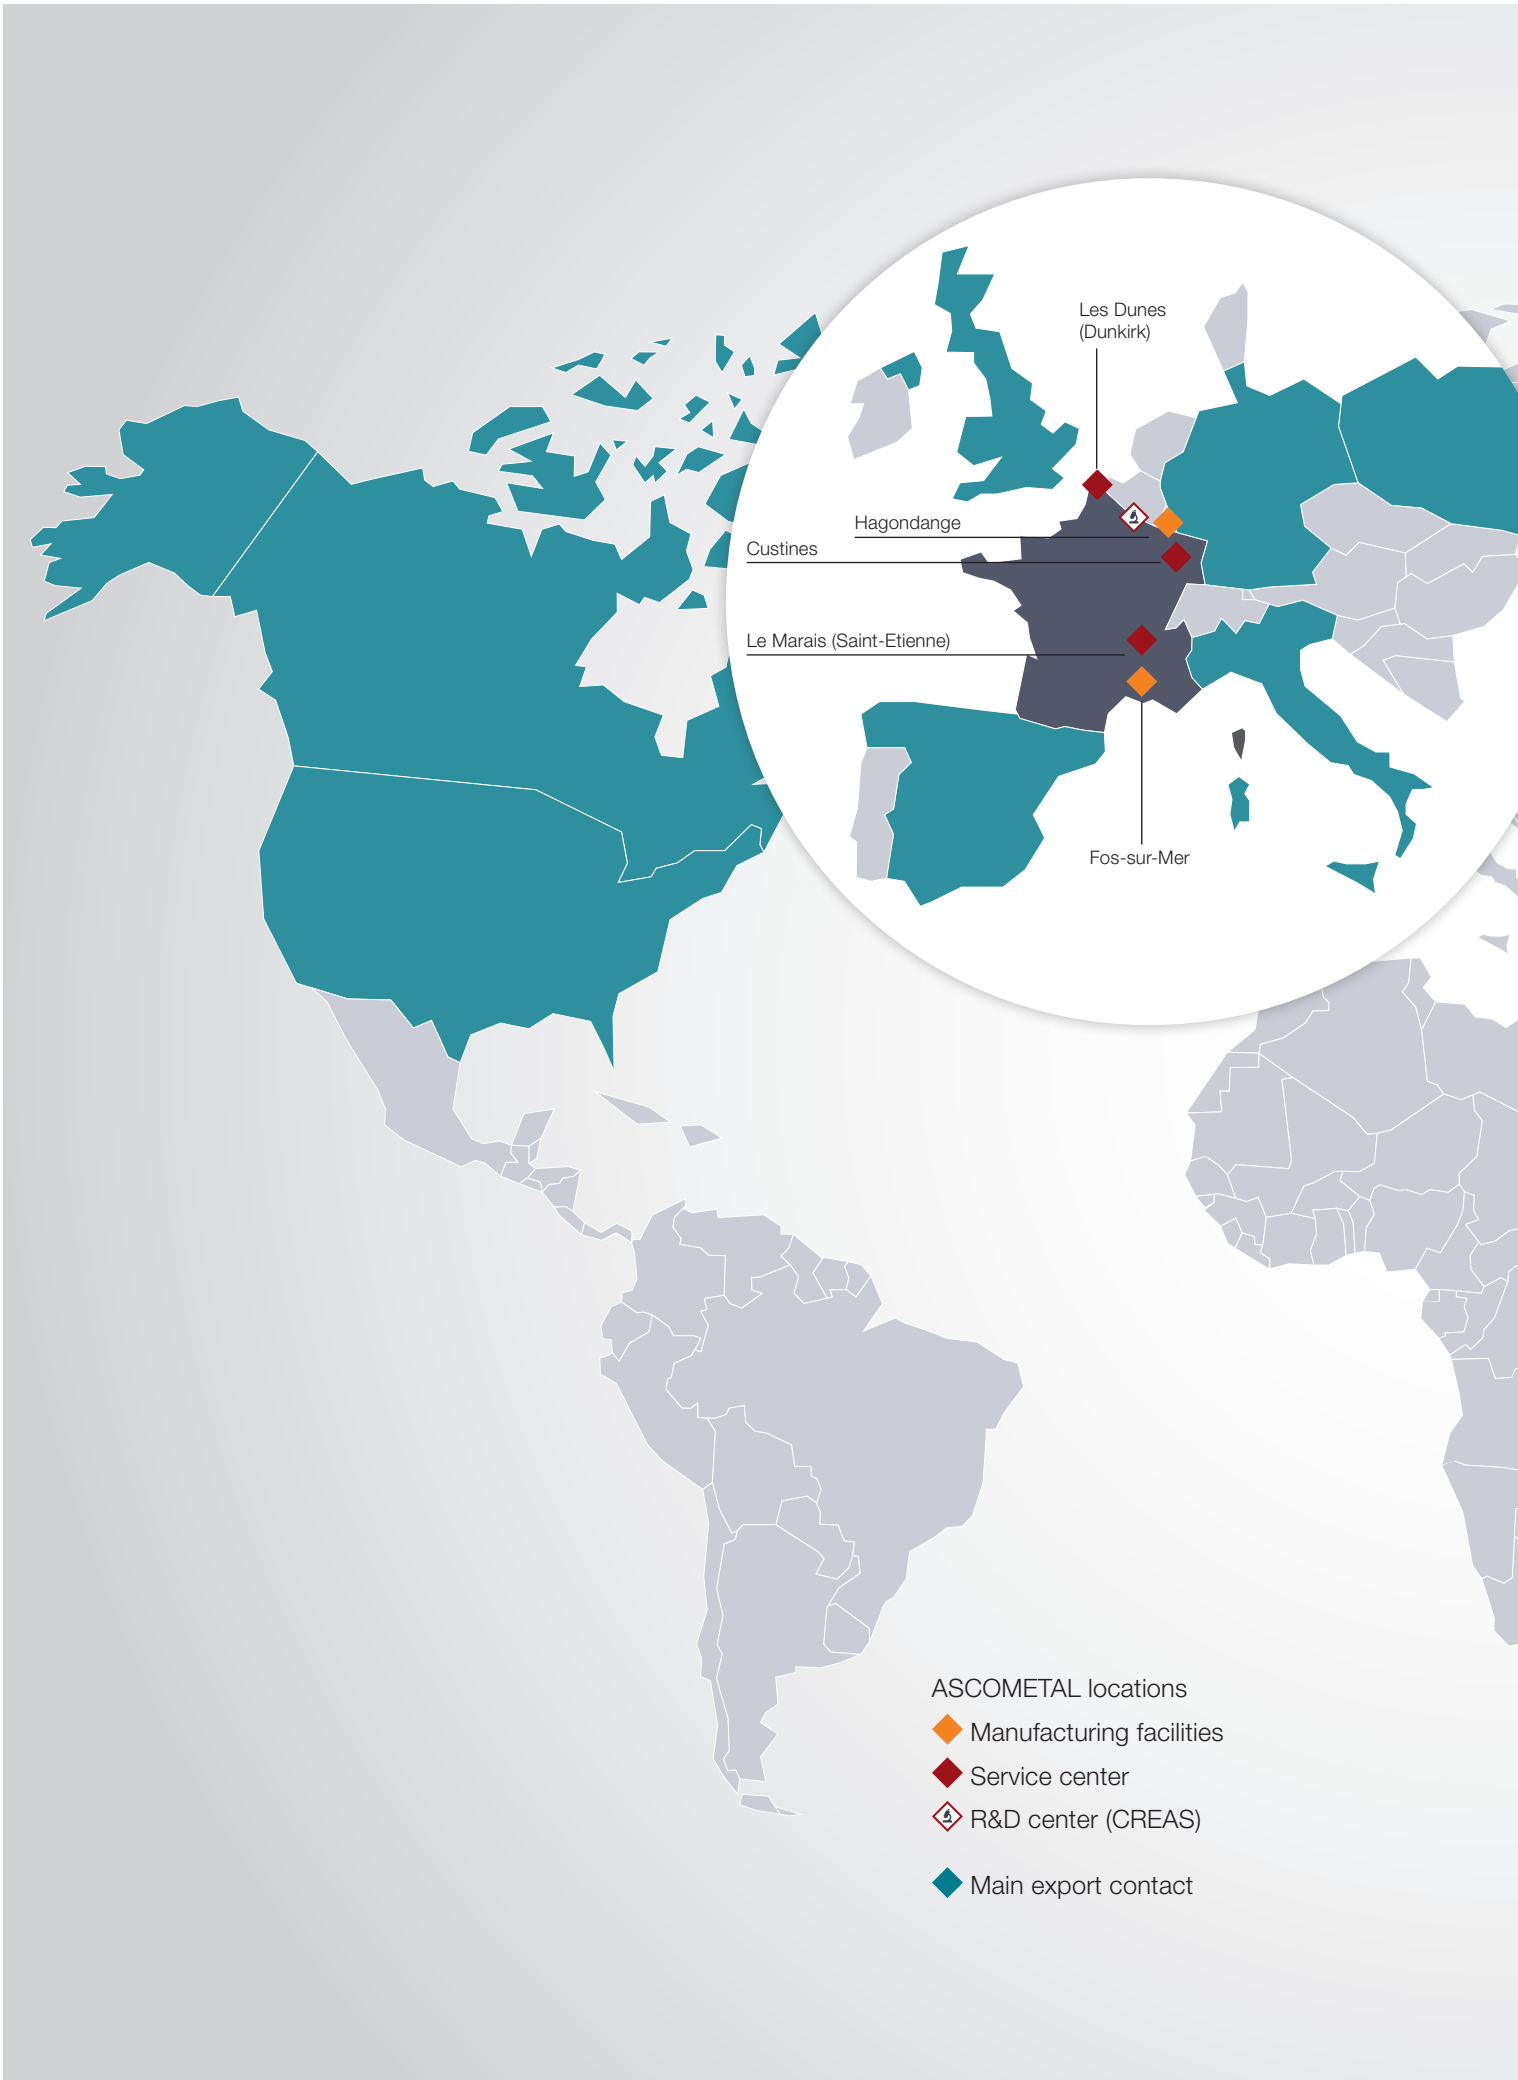 Les Dunes
(Dunkirk)
Hagondange
Custines
Le Marais (Saint-Etienne)
Fos-sur-Mer
ASCOMETAL locations
Manufacturing facilities
Service center
R&D center (CREAS)
Main export contact